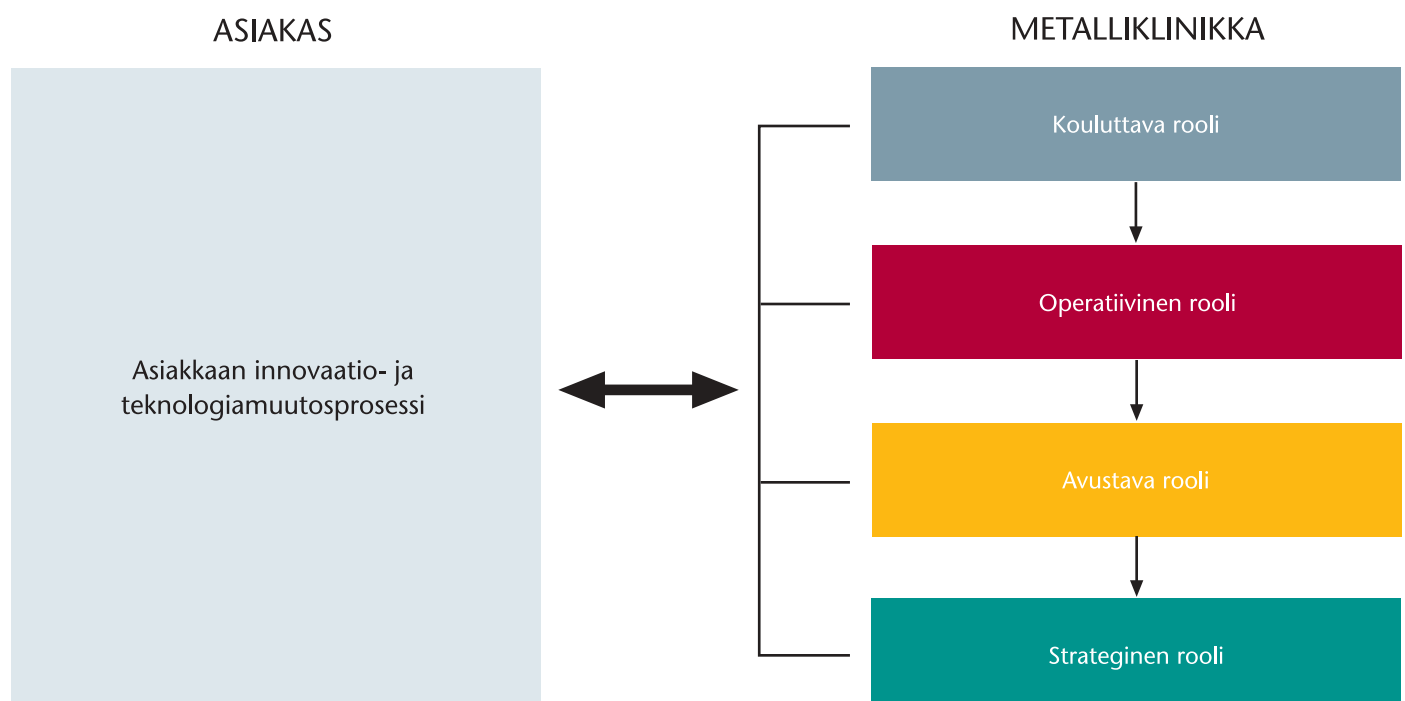 ASIAKAS
METALLIKLINIKKA
Asiakkaan innovaatio- ja
teknologiamuutosprosessi
Kouluttava rooli
Operatiivinen rooli
Avustava rooli
Strateginen rooli